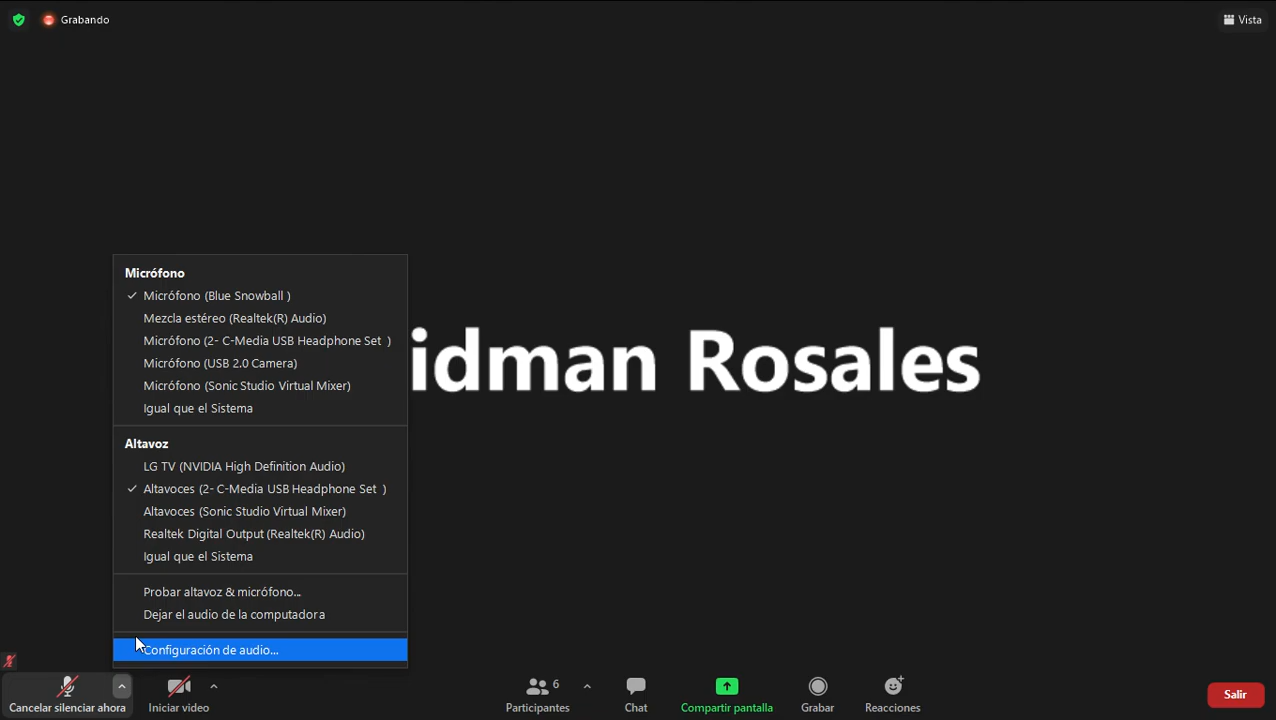 Grabando
Vista
Micrófono
Micrófono (Blue Snowball )
Mezcla estéreo (Realtek(R) Audio)
Micrófono (2- C-Media USB Headphone Set )
Micrófono (USB 2.0 Camera)
Micrófono (Sonic Studio Virtual Mixer)
Igual que el Sistema
idman Rosales
Altavoz
LG TV (NVIDIA High Definition Audio)
Altavoces (2- C-Media USB Headphone Set )
Altavoces (Sonic Studio Virtual Mixer)
Realtek Digital Output (Realtek(R) Audio)
Igual que el Sistema
Probar altavoz & micrófono...
Dejar el audio de la computadora
Configuración de audio...
Cancelar silenciar ahora
Iniciar video
6
Participantes
Chat
Compartir pantalla
Grabar
Reacciones
Salir